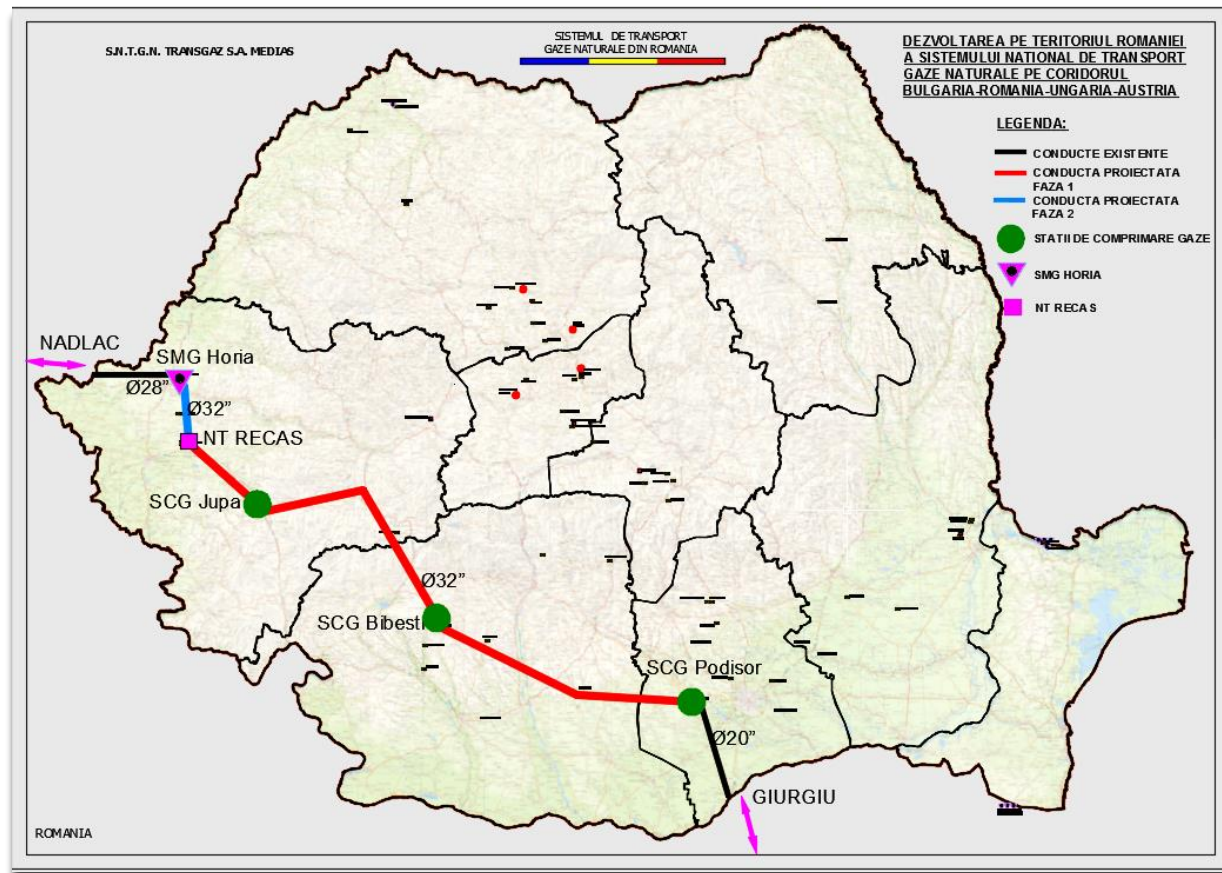 S.N.T.G.N. TRANSGAZ S.A. MEDIAS
SISTEMUL DE TRANSPORT
GAZE NATURALE DIN ROMANIA
DEZVOLTAREA PE TERITORIUL ROMANIEI
A SISTEMULUI NATIONAL DE TRANSPORT
GAZE NATURALE PE CORIDORUL
BULGARIA-ROMANIA-UNGARIA-AUSTRIA
LEGENDA:
CONDUCTE EXISTENTE
CONDUCTA PROIECTATA
FAZA 1
CONDUCTA PROIECTATA
FAZA 2
STATII DE COMPRIMARE GAZE
SMG HORIA
NT RECAS
NADLAC
SMG Horia
Ø28”
Ø32”
NT RECAS
SCG Jupa
Ø32”
SCG Bibesti
SCG Podisor
Ø20”
GIURGIU
ROMANIA